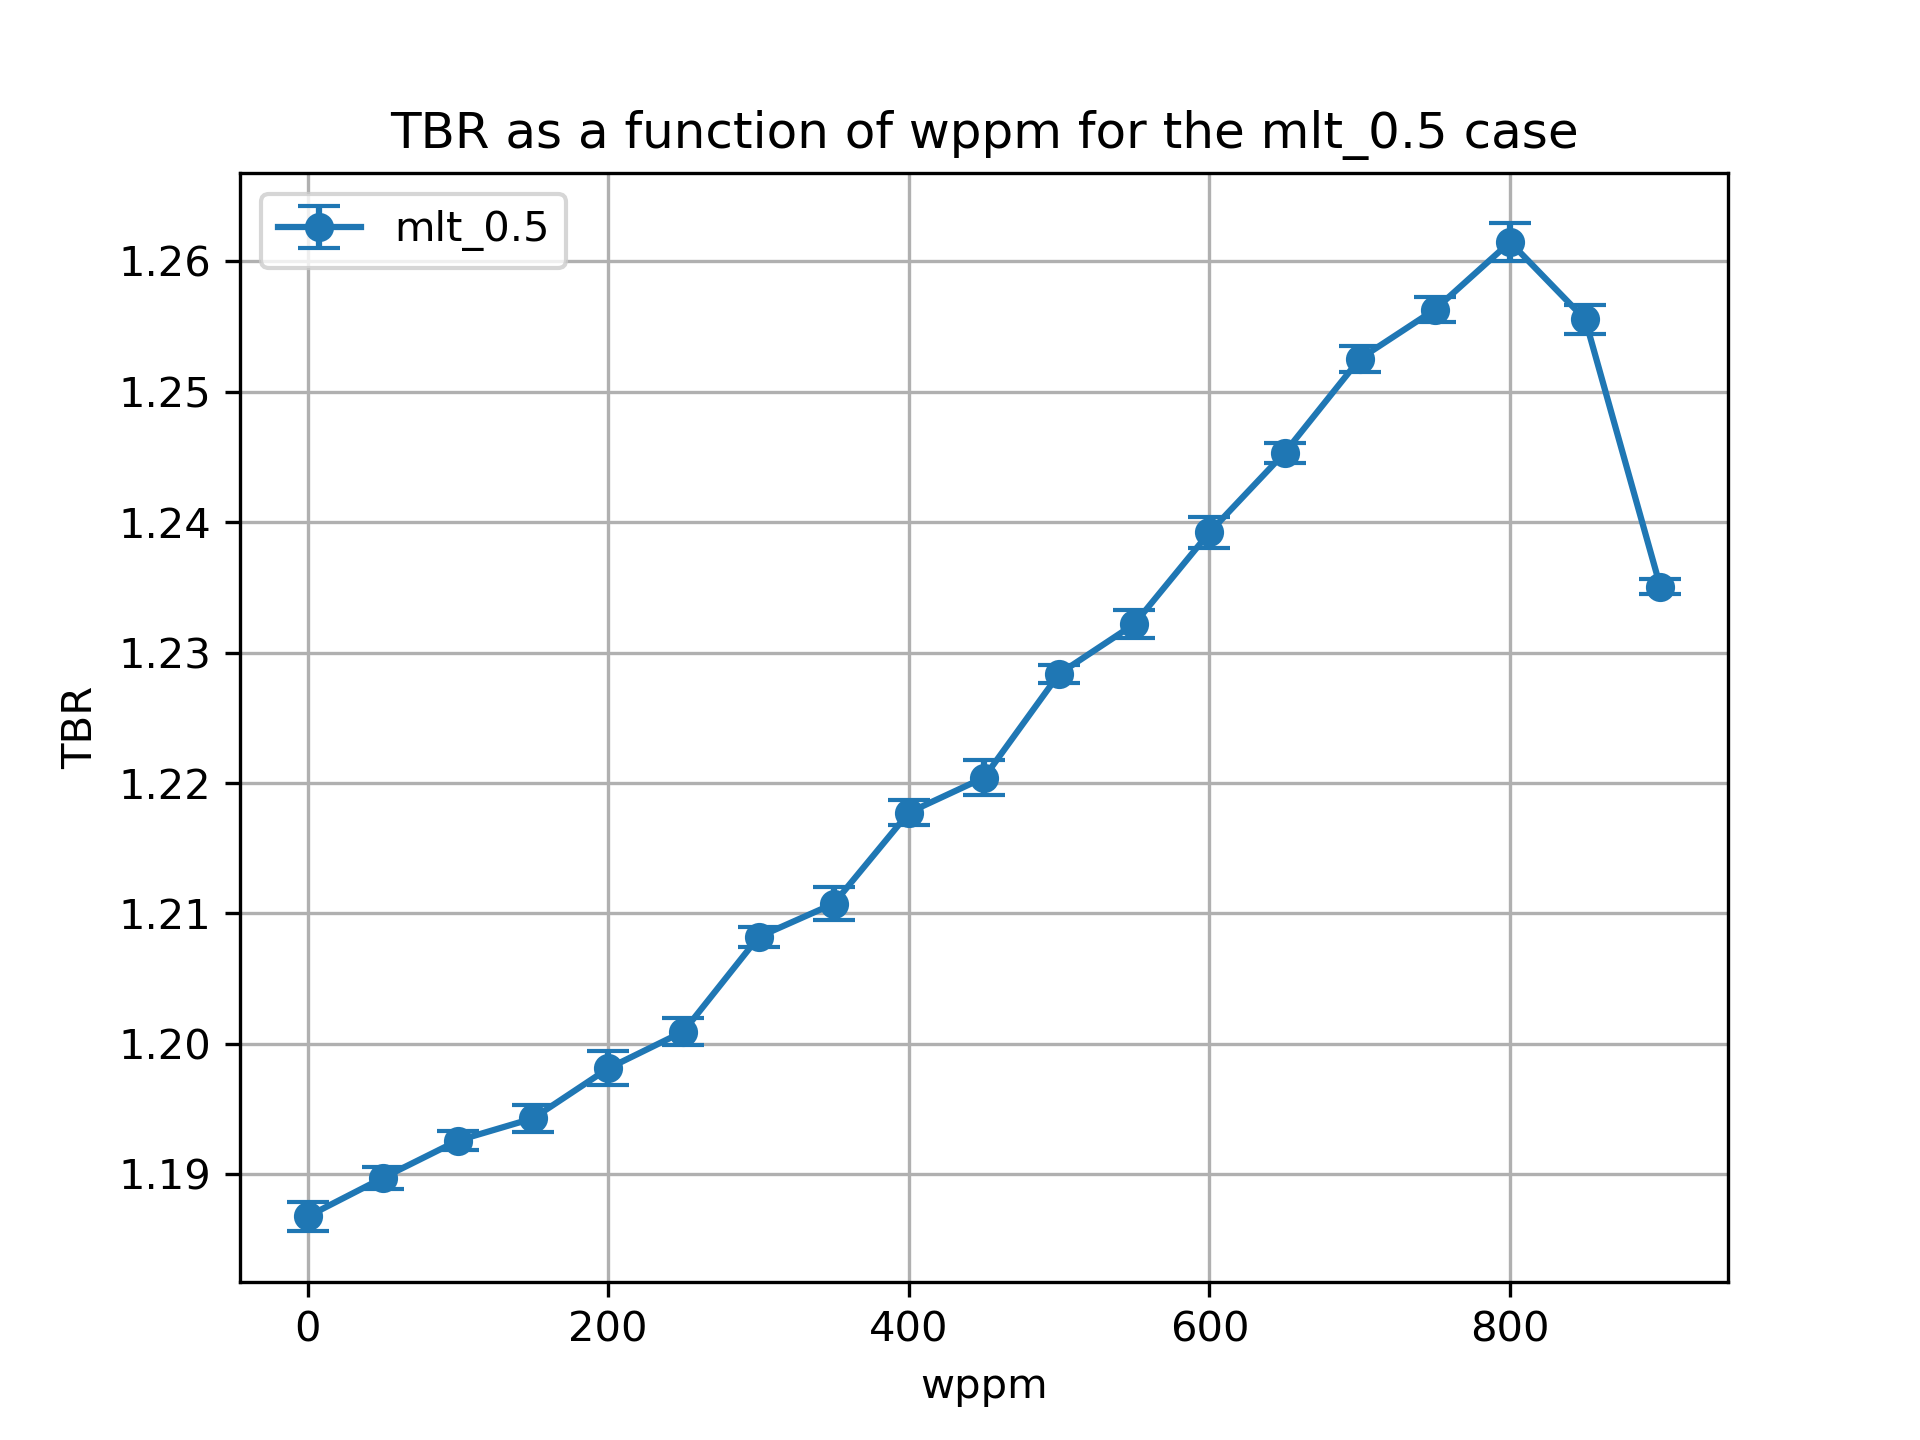 TBR as a function of wppm for the mlt_0.5 case
mlt_0.5
1.26
1.25
1.24
1.23
1.22
1.21
1.20
1.19
TBR
0 200 400 600 800
wppm